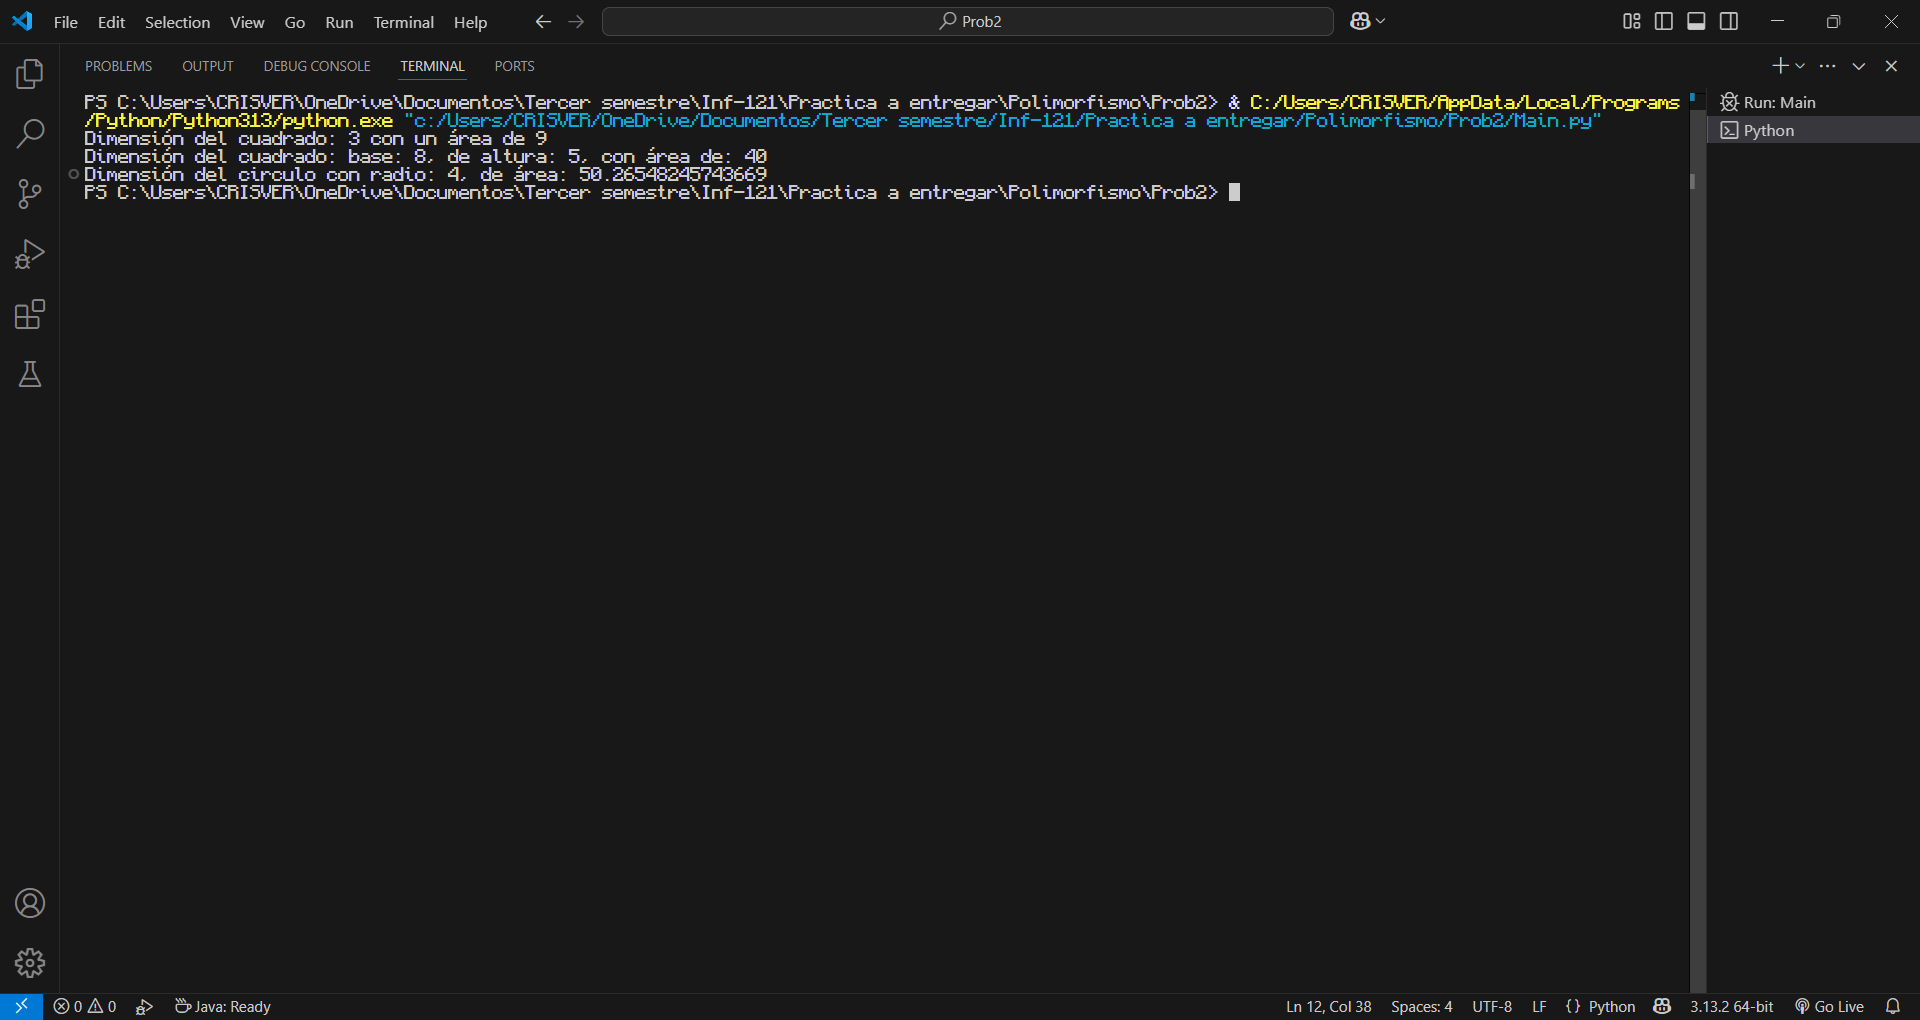 File Edit Selection View Go Run Terminal Help Prob2
PROBLEMS OUTPUT DEBUG CONSOLE TERMINAL PORTS
PS C:\Users\CRISVER\OneDrive\Documentos\Tercer semestre\Inf-121\Practica a entregar\Polimorfismo\Prob2> & C:/Users/CRISVER/AppData/Local/Programs
/Python/Python313/python.exe "c:/Users/CRISVER/OneDrive/Documentos/Tercer semestre/Inf-121/Practica a entregar/Polimorfismo/Prob2/Main.py"
Dimensión del cuadrado: 3 con un área de 9
Dimensión del cuadrado: base: 8, de altura: 5, con área de: 40
Dimensión del circulo con radio: 4, de área: 50.26548245743669
PS C:\Users\CRISVER\OneDrive\Documentos\Tercer semestre\Inf-121\Practica a entregar\Polimorfismo\Prob2>
Run: Main
Python
0 0 Java: Ready Ln 12, Col 38 Spaces: 4 UTF-8 LF {} Python 3.13.2 64-bit Go Live